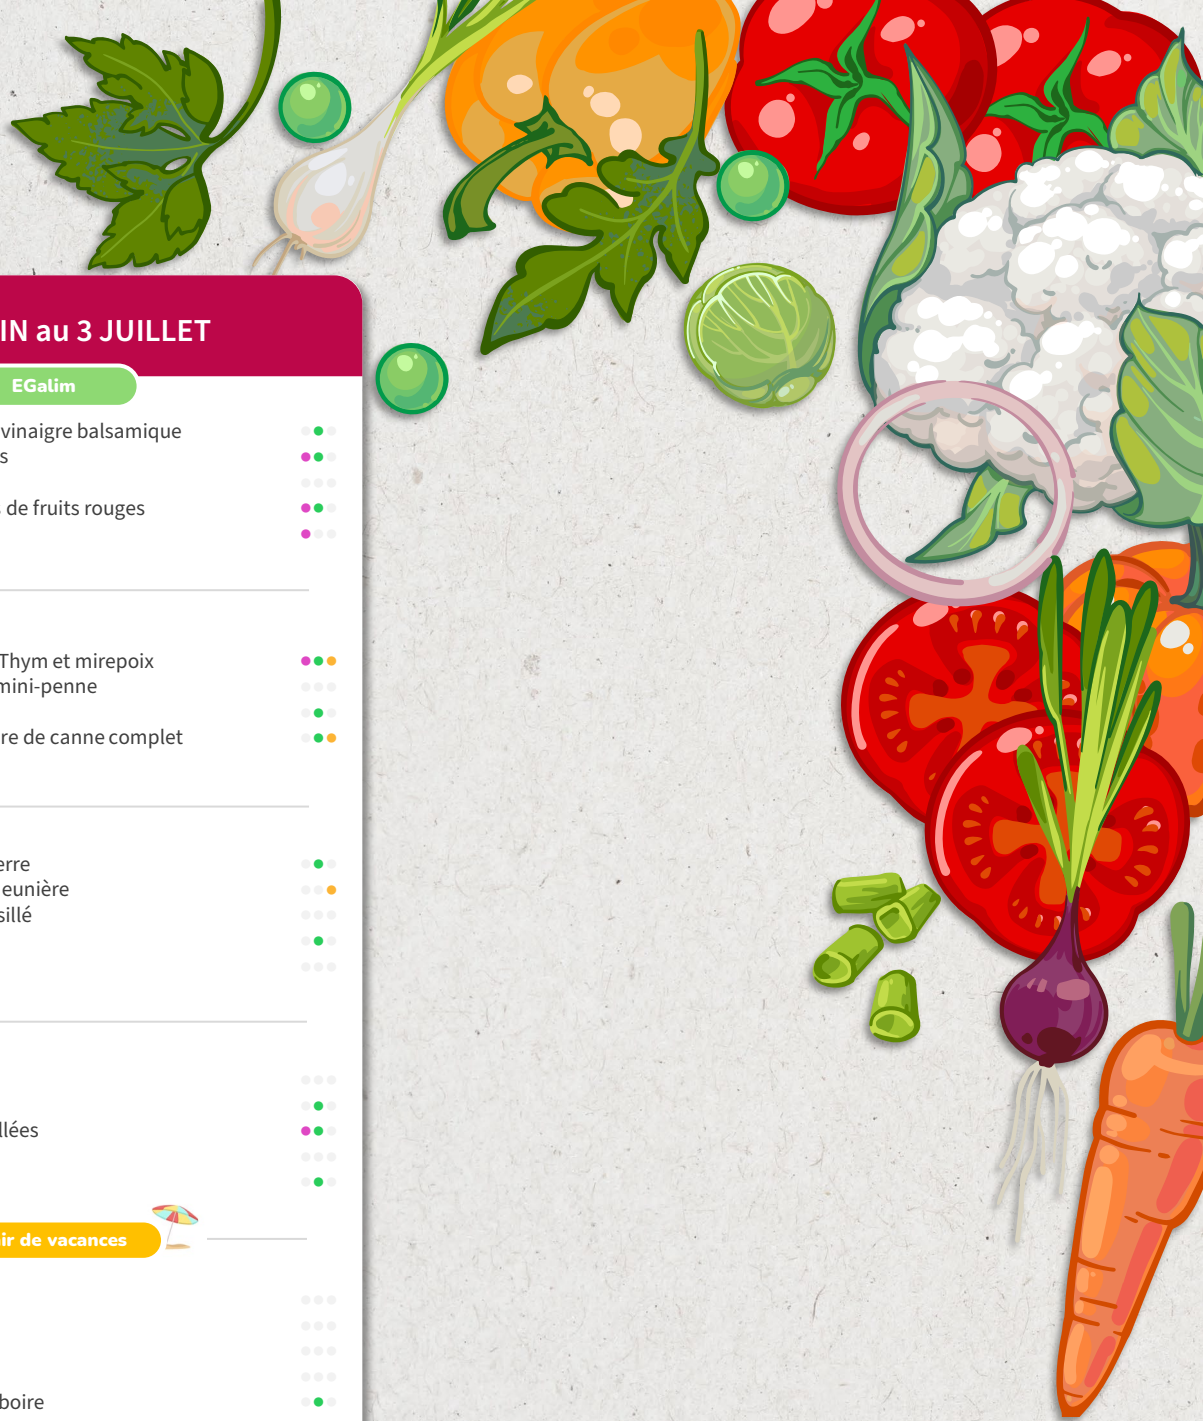 IN au 3 JUILLET
EGalim
vinaigre balsamique
s
de fruits rouges
Thym et mirepoix
mini-penne
re de canne complet
erre
eunière
sillé
llées
ir de vacances
boire